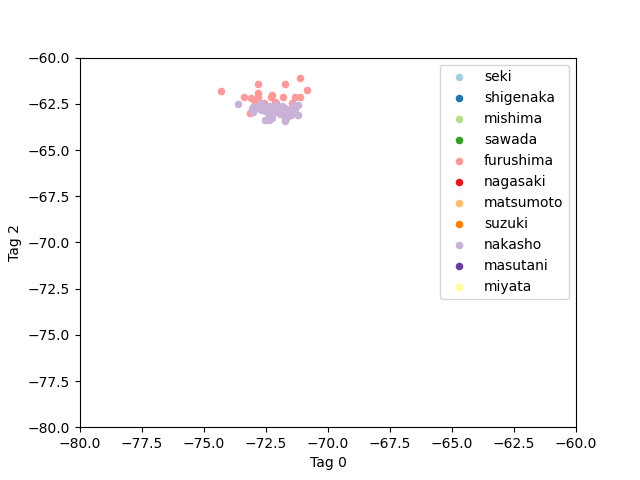 −60.0
−62.5
−65.0
−67.5
−70.0
−72.5
−75.0
−77.5
−80.0
Tag 2
seki
shigenaka
mishima
sawada
furushima
nagasaki
matsumoto
suzuki
nakasho
masutani
miyata
−80.0 −77.5 −75.0 −72.5 −70.0 −67.5 −65.0 −62.5 −60.0
Tag 0